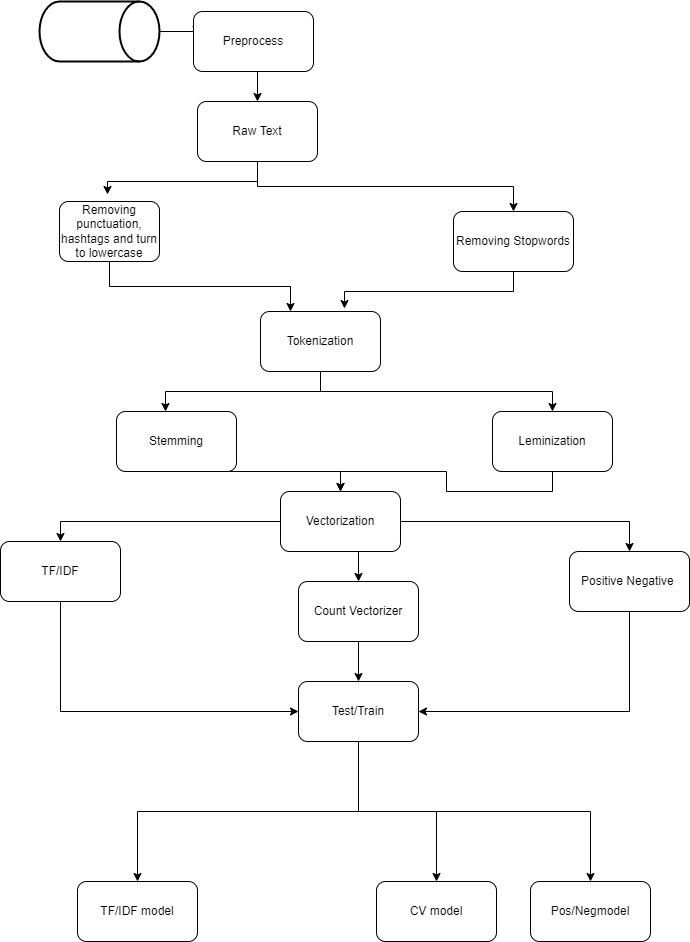 Preprocess
Raw Text
Removing
punctuation,
hashtags and turn
to lowercase
Removing Stopwords
Tokenization
Stemming
Leminization
Vectorization
TF/IDF
Positive Negative
Count Vectorizer
Test/Train
TF/IDF model
CV model
Pos/Negmodel